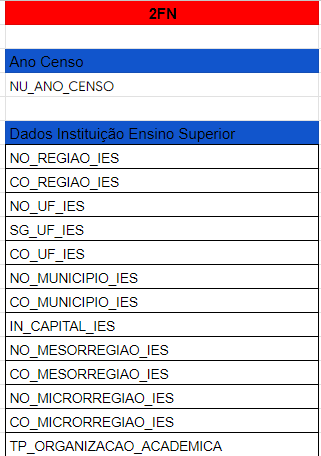 2FN
Ano Censo
NU_ANO_CENSO
Dados Instituição Ensino Superior
NO_REGIAO_IES
CO_REGIAO_IES
NO_UF_IES
SG_UF_IES
CO_UF_IES
NO_MUNICIPIO_IES
CO_MUNICIPIO_IES
IN_CAPITAL_IES
NO_MESORREGIAO_IES
CO_MESORREGIAO_IES
NO_MICRORREGIAO_IES
CO_MICRORREGIAO_IES
TP_ORGANIZACAO_ACADEMICA